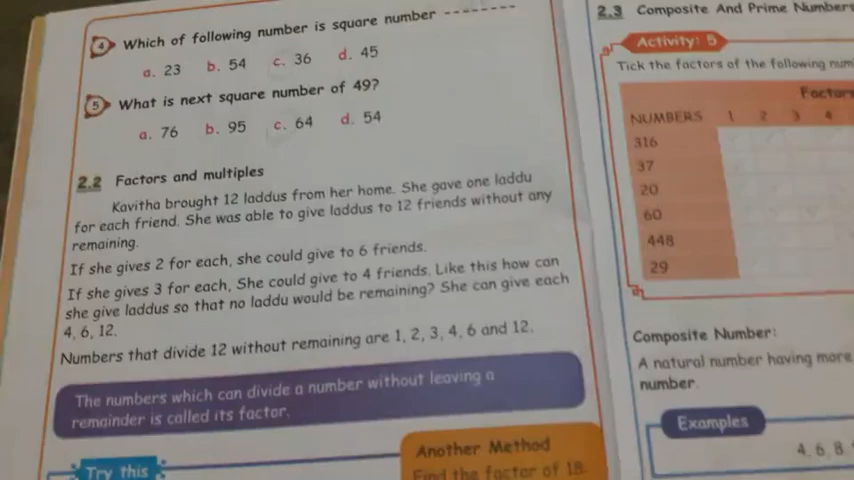 4 Which of following number is square number --------
a. 23 b. 54 c. 36 d. 45
5 What is next square number of 49?
a. 76 b. 95 c. 64 d. 54
2.2 Factors and multiples
Kavitha brought 12 laddus from her home. She gave one laddu
for each friend. She was able to give laddus to 12 friends without any
remaining.
If she gives 2 for each, she could give to 6 friends.
If she gives 3 for each, She could give to 4 friends. Like this how can
she give laddus so that no laddu would be remaining? She can give each
4, 6, 12.
Numbers that divide 12 without remaining are 1, 2, 3, 4, 6 and 12.
The numbers which can divide a number without leaving a
remainder is called its factor.
Try this
Another Method
Find the factor of 18.
2.3 Composite And Prime Numbers
Activity: 5
Tick the factors of the following num
Factors
NUMBERS 1 2 3 4
316
37
20
60
448
29
Composite Number:
A natural number having more
number.
Examples
4, 6, 8,